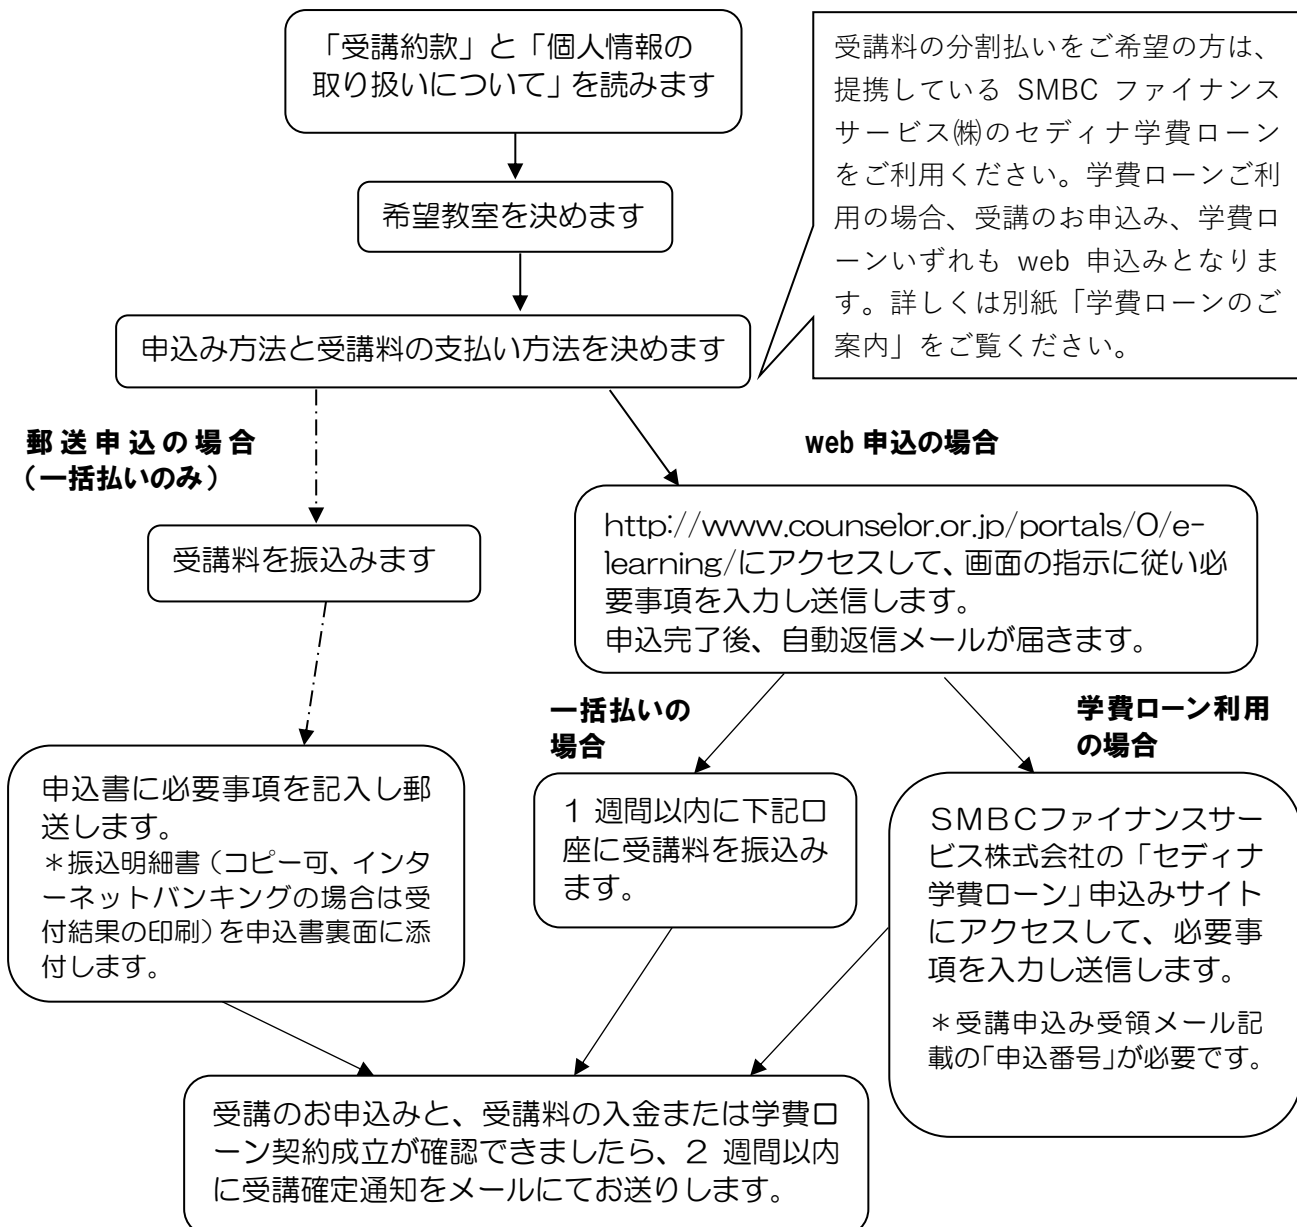 「受講約款」と「個人情報の
取り扱いについて」を読みます
受講料の分割払いをご希望の方は、
提携している SMBC ファイナンス
サービス㈱のセディナ学費ローン
をご利用ください。学費ローンご利
用の場合、受講のお申込み、学費ロ
ーンいずれも web 申込みとなりま
す。詳しくは別紙「学費ローンのご
案内」をご覧ください。
希望教室を決めます
申込み方法と受講料の支払い方法を決めます
郵送申込の場合
（一括払いのみ）
web 申込の場合
受講料を振込みます
http://www.counselor.or.jp/portals/0/e-
learning/にアクセスして、画面の指示に従い必
要事項を入力し送信します。
申込完了後、自動返信メールが届きます。
一括払いの
場合
学費ローン利用
の場合
申込書に必要事項を記入し郵
送します。
＊振込明細書（コピー可、インタ
ーネットバンキングの場合は受
付結果の印刷）を申込書裏面に添
付します。
1 週間以内に下記口
座に受講料を振込み
ます。
ＳＭＢＣファイナンスサー
ビス株式会社の「セディナ
学費ローン」申込みサイト
にアクセスして、必要事
項を入力し送信します。
＊受講申込み受領メール記
載の「申込番号」が必要です。
受講のお申込みと、受講料の入金または学費ロ
ーン契約成立が確認できましたら、2 週間以内
に受講確定通知をメールにてお送りします。